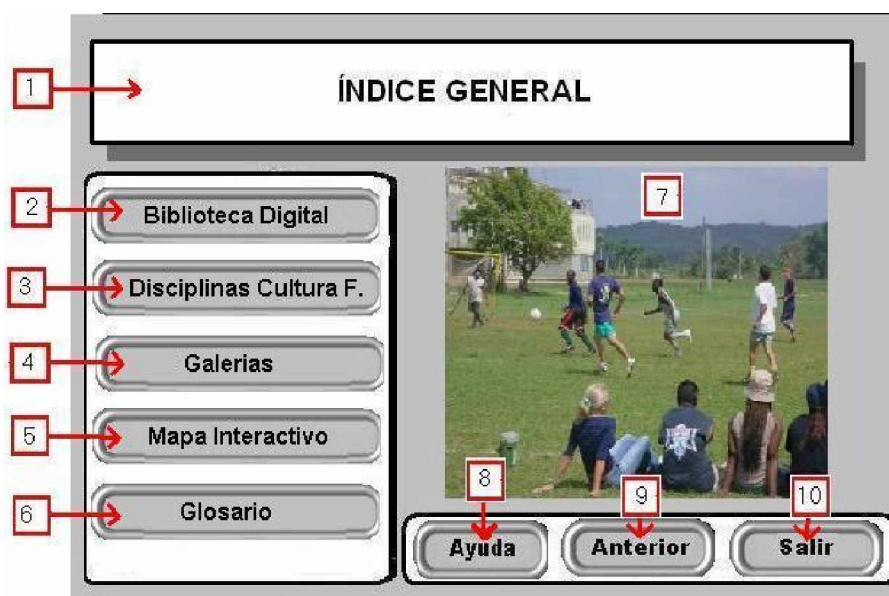 1
ÍNDICE GENERAL
2
Biblioteca Digital
3
Disciplinas Cultura F.
4
Galerias
5
Mapa Interactivo
6
Glosario
7
8
Ayuda
9
Anterior
10
Salir